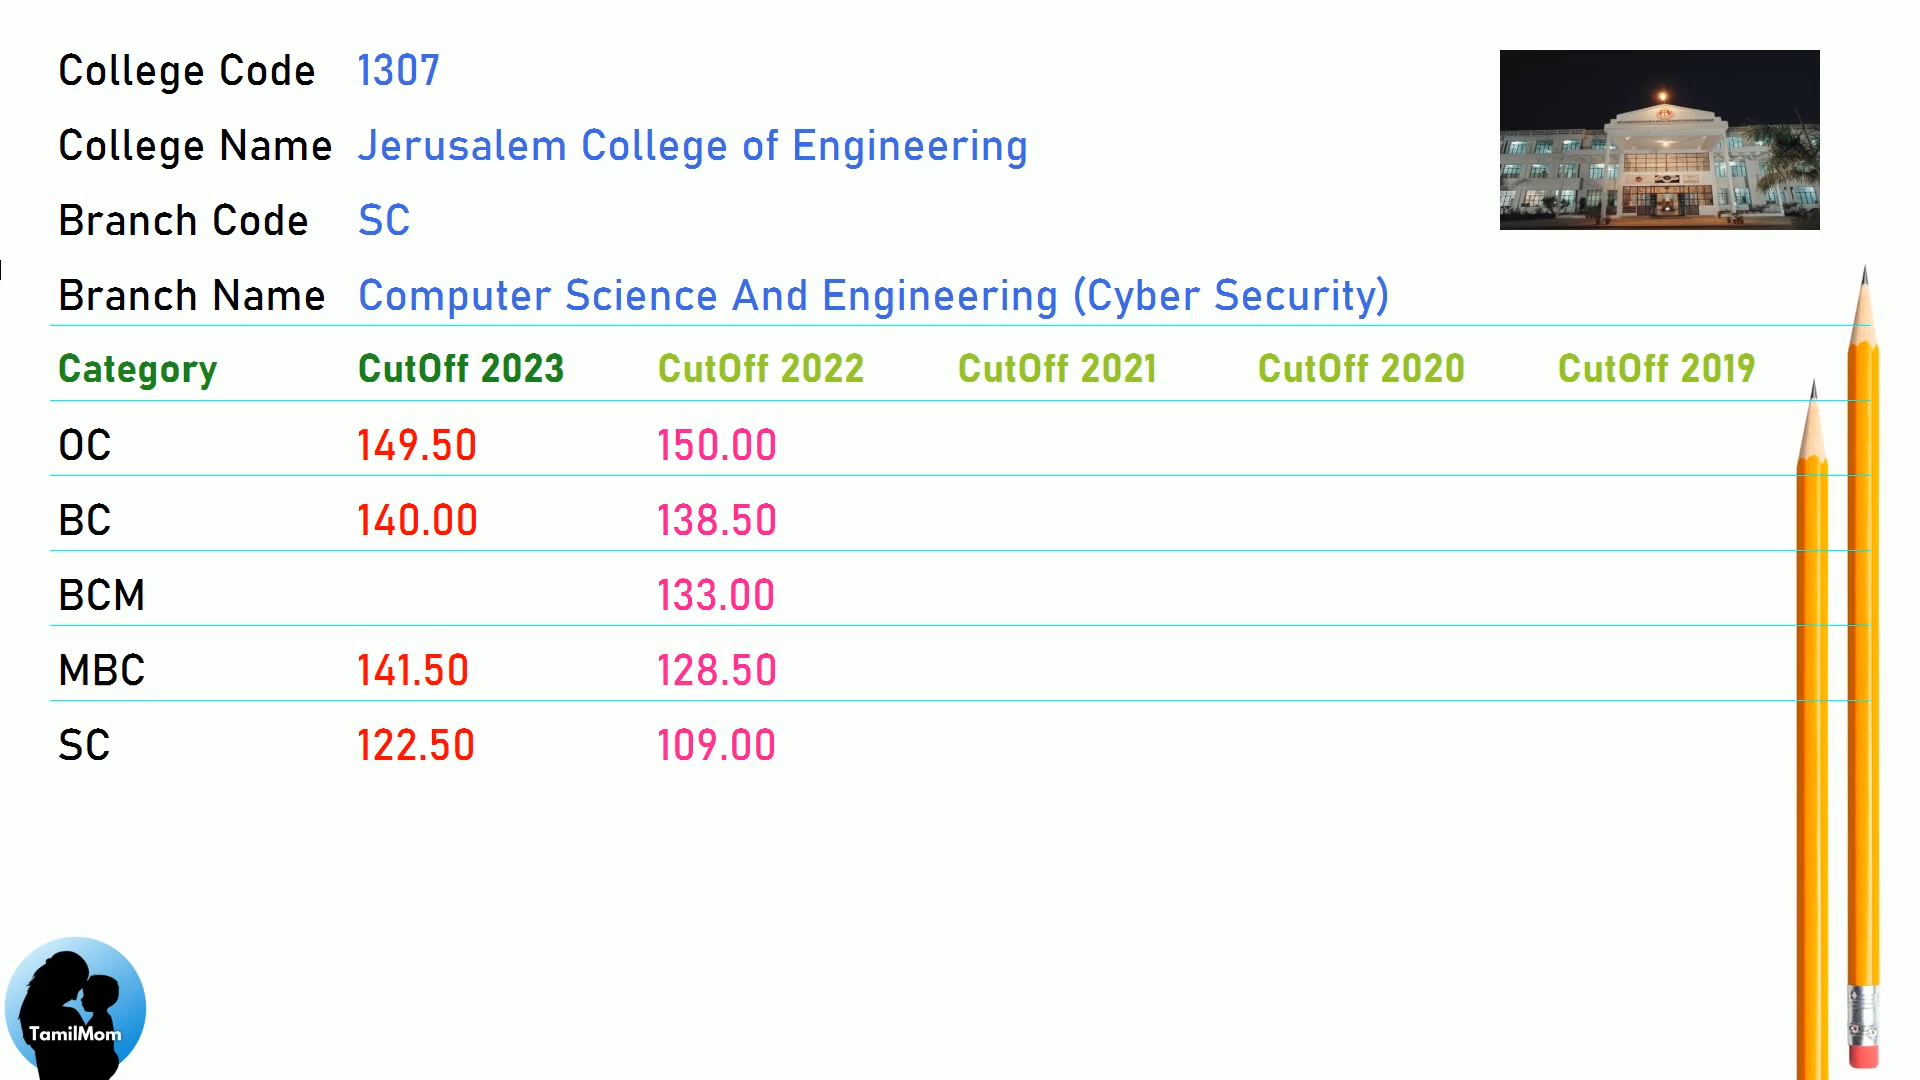 College Code 1307
College Name Jerusalem College of Engineering
Branch Code SC
Branch Name Computer Science And Engineering (Cyber Security)
Category CutOff 2023 CutOff 2022 CutOff 2021 CutOff 2020 CutOff 2019
OC 149.50 150.00
BC 140.00 138.50
BCM 133.00
MBC 141.50 128.50
SC 122.50 109.00
TamilMom